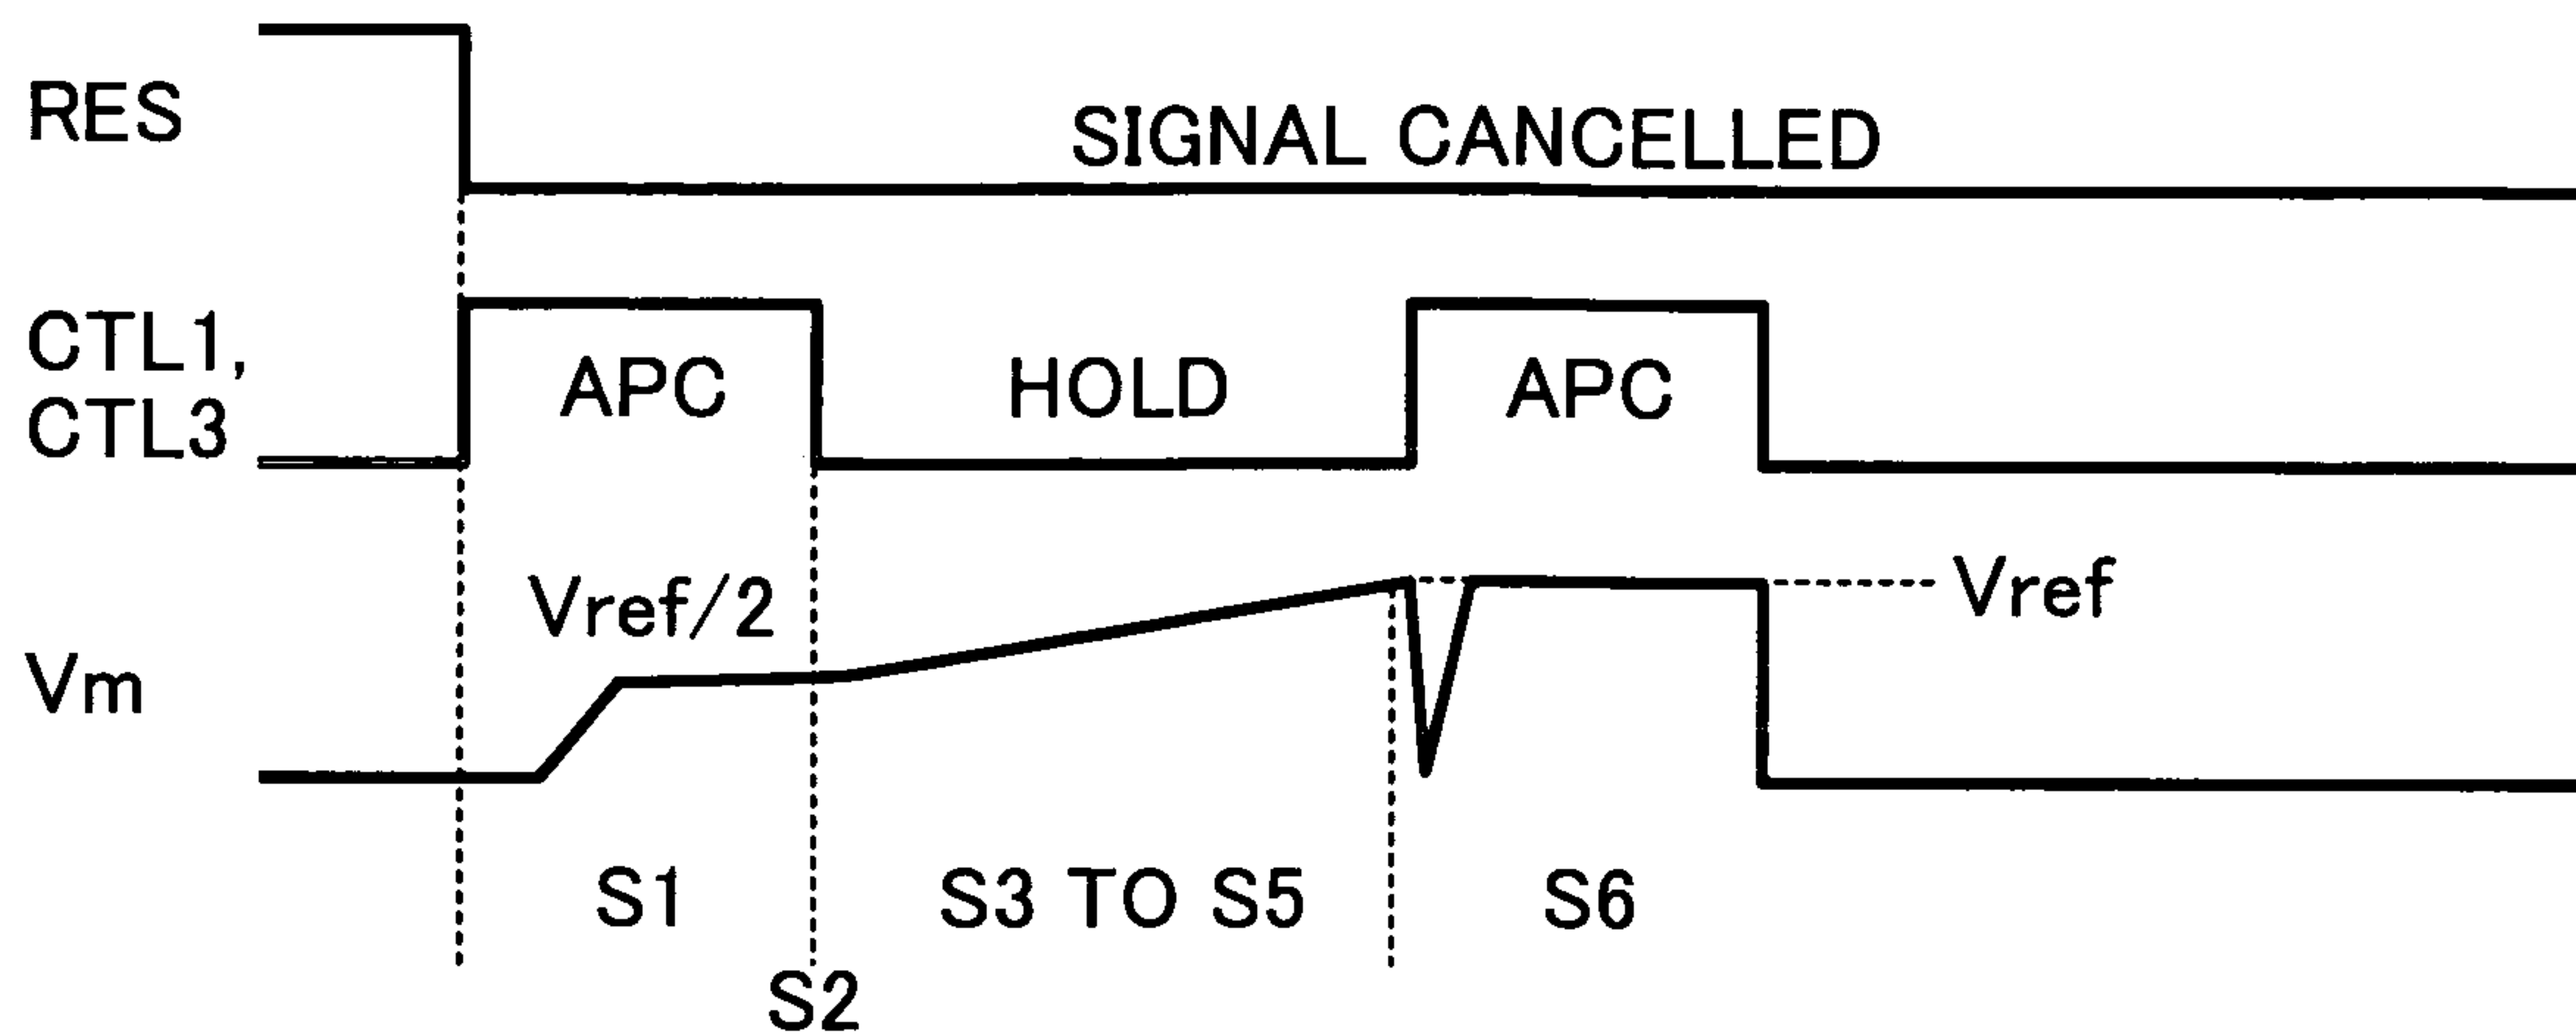 RES
SIGNAL CANCELLED
CTL1,
CTL3
APC
HOLD
APC
Vref/2
Vref
Vm
S1
S3 TO S5
S6
S2